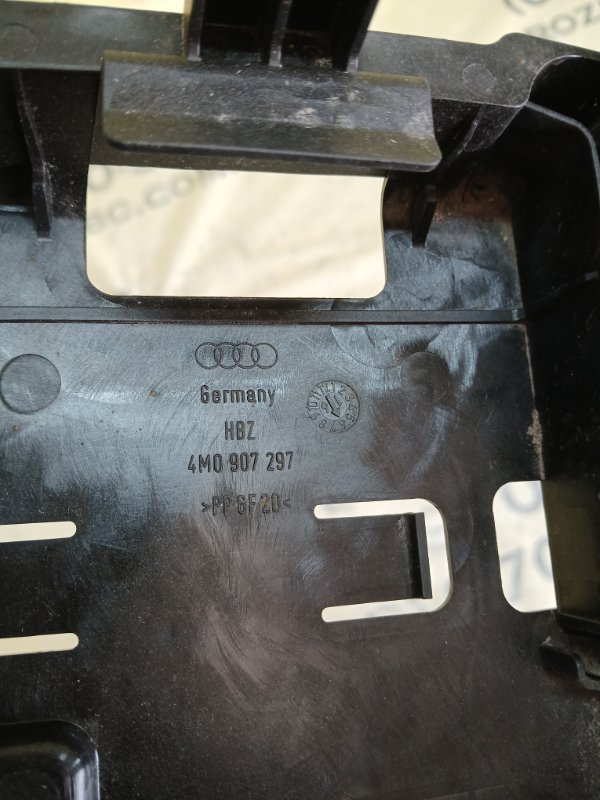 Germany
HBZ
4M0 907 297
>PP GF20<